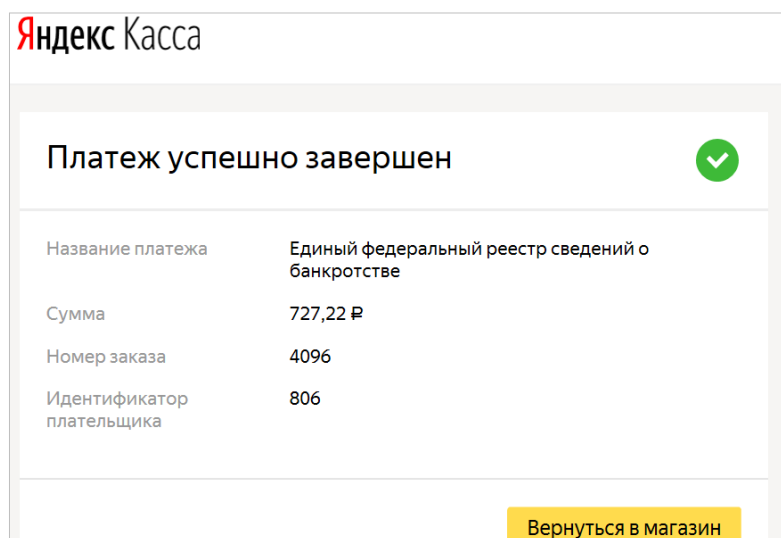 Яндекс Касса
Платеж успешно завершен
Название платежа
Единый федеральный реестр сведений о
банкротстве
Сумма
727,22 ₽
Номер заказа
4096
Идентификатор
плательщика
806
Вернуться в магазин